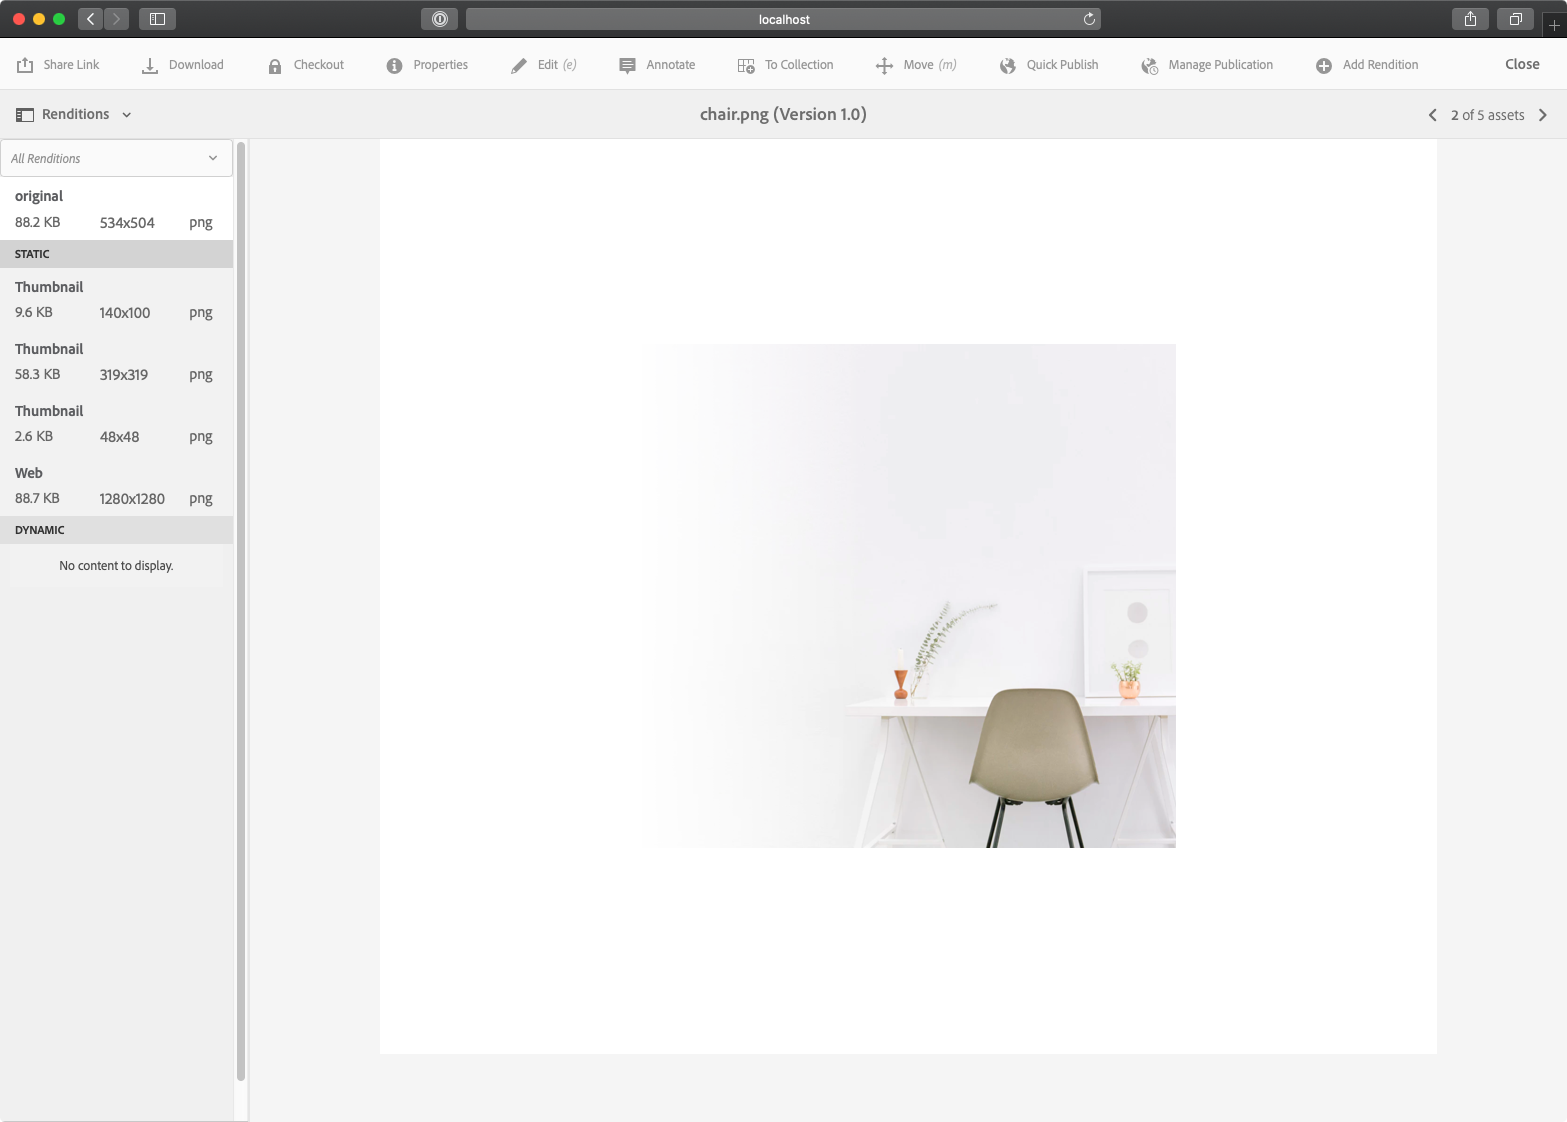 localhost
Share Link Download Checkout Properties Edit (e) Annotate To Collection Move (m) Quick Publish Manage Publication Add Rendition Close
Renditions chair.png (Version 1.0) 2 of 5 assets
All Renditions
original
88.2 KB 534x504 png
STATIC
Thumbnail
9.6 KB 140x100 png
Thumbnail
58.3 KB 319x319 png
Thumbnail
2.6 KB 48x48 png
Web
88.7 KB 1280x1280 png
DYNAMIC
No content to display.